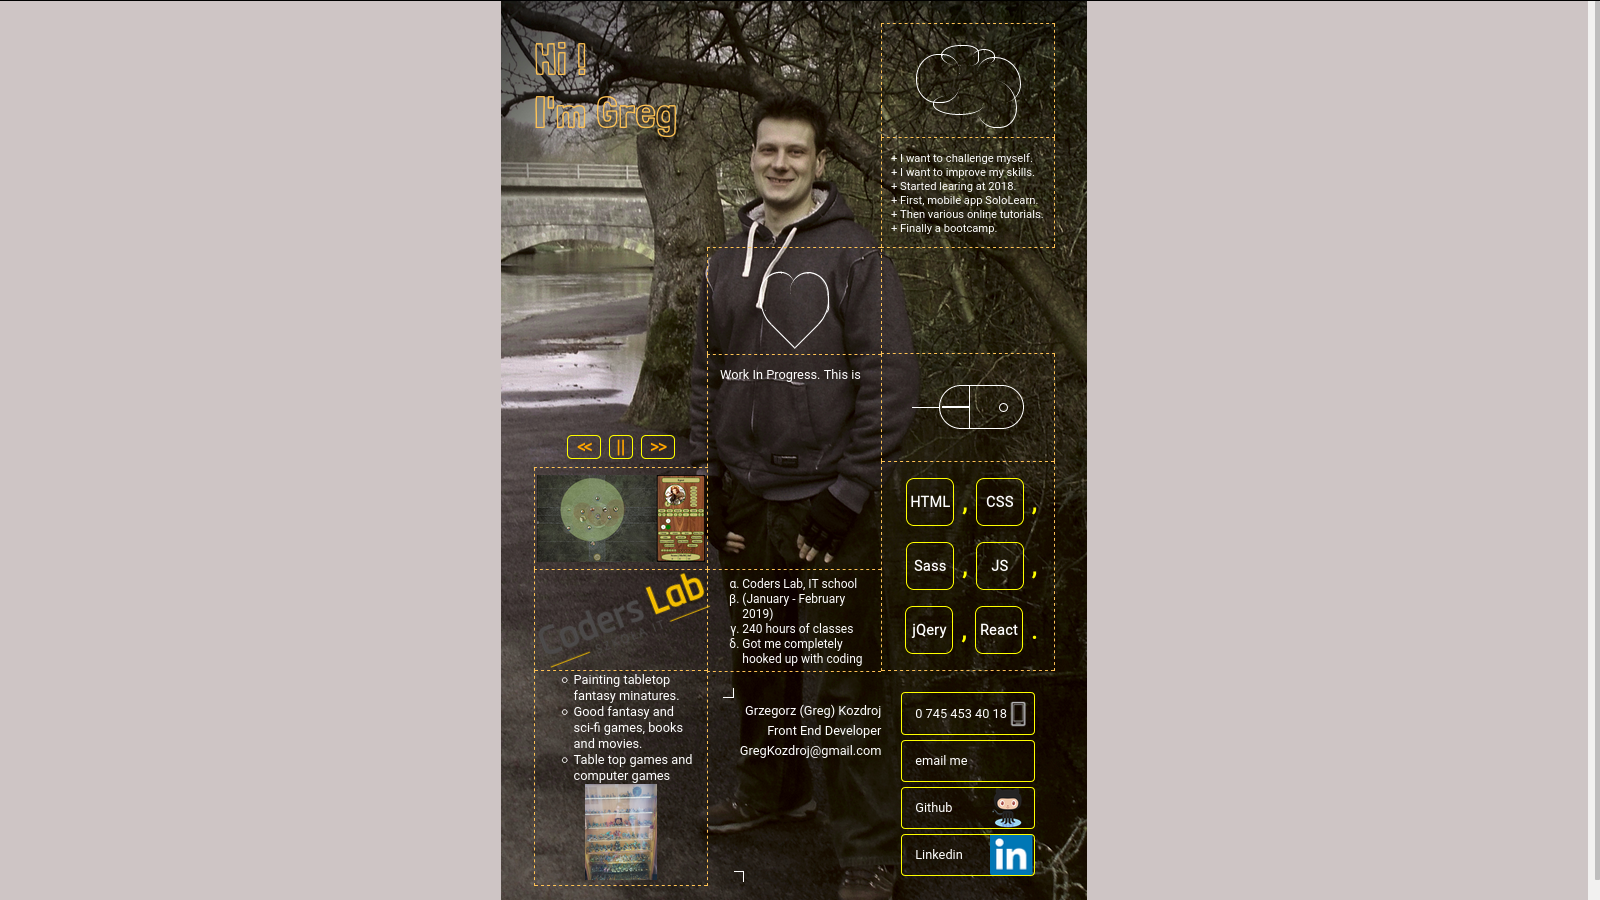 Hi !
I'm Greg
+ I want to challenge myself.
+ I want to improve my skills.
+ Started learing at 2018.
+ First, mobile app SoloLearn.
+ Then various online tutorials.
+ Finally a bootcamp.
Work In Progress. This is
<< || >>
HTML , CSS ,
Sass , JS ,
jQery , React .
Coders Lab
α. Coders Lab, IT school
β. (January - February
2019)
γ. 240 hours of classes
δ. Got me completely
hooked up with coding
Painting tabletop
fantasy minatures.
Good fantasy and
sci-fi games, books
and movies.
Table top games and
computer games
Grzegorz (Greg) Kozdroj
Front End Developer
GregKozdroj@gmail.com
0 745 453 40 18
email me
Github
Linkedin
in